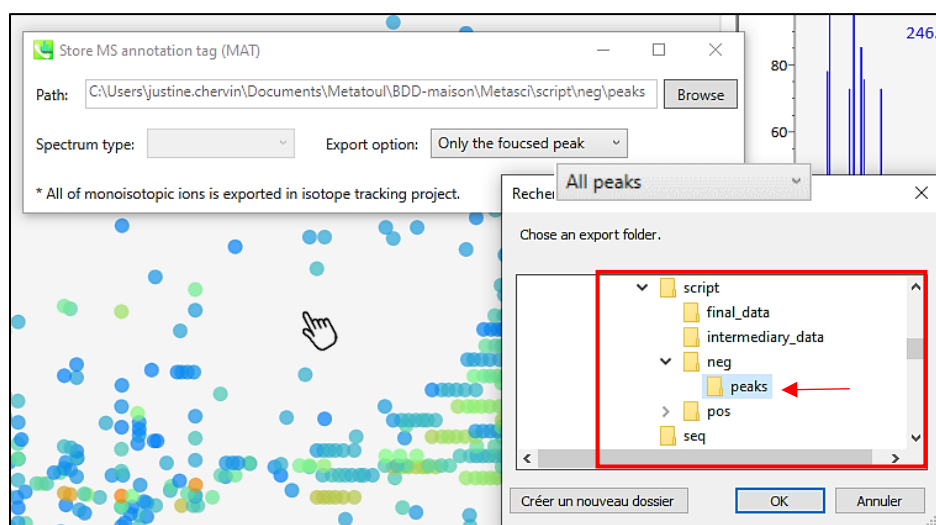 Store MS annotation tag (MAT)
246.
80
Path: C:\Users\justine.chervin\Documents\Metatoul\BDD-maison\Metasci\script\neg\peaks Browse
60
Spectrum type: Export option: Only the foucsed peak
All peaks
* All of monoisotopic ions is exported in isotope tracking project.
Recher
Chose an export folder.
script
final_data
intermediary_data
neg
peaks
pos
seq
Créer un nouveau dossier OK Annuler